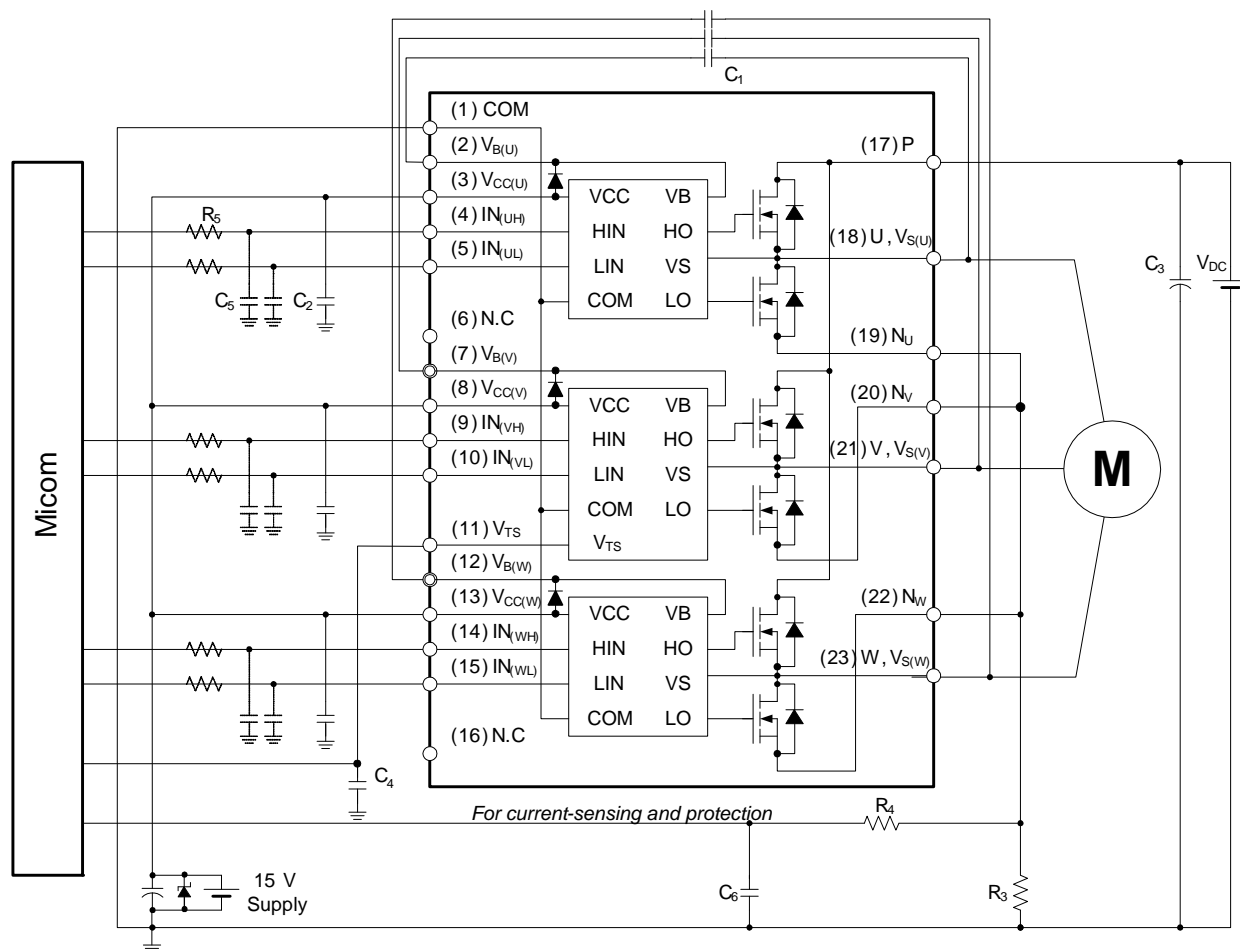 C1
(1) COM
(2) VB(U)
(3) VCC(U)
(4) IN(UH)
(5) IN(UL)
(6) N.C
(7) VB(V)
(8) VCC(V)
(9) IN(VH)
(10) IN(VL)
(11) VTS
(12) VB(W)
(13) VCC(W)
(14) IN(WH)
(15) IN(WL)
(16) N.C
VCC VB
HIN HO
LIN VS
COM LO
VCC VB
HIN HO
LIN VS
COM LO
VTS
VCC VB
HIN HO
LIN VS
COM LO
(17) P
(18) U, VS(U)
(19) NU
(20) NV
(21) V, VS(V)
(22) NW
(23) W, VS(W)
Micom
R5
C5
C2
C3
VDC
M
C4
For current-sensing and protection
R4
15 V
Supply
C6
R3